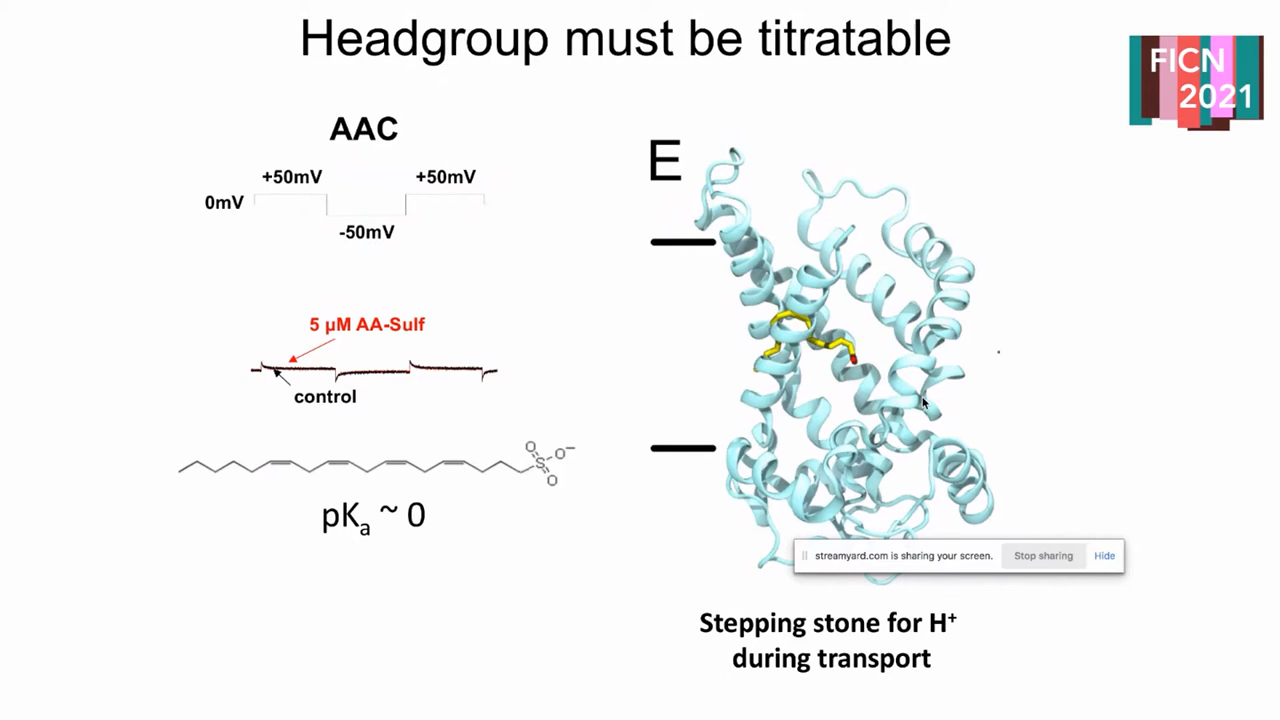 Headgroup must be titratable
FICN
2021
AAC
+50mV
+50mV
0mV
-50mV
5 µM AA-Sulf
control
O
O⁻
S
O
pKₐ ~ 0
E
streamyard.com is sharing your screen.
Stop sharing
Hide
Stepping stone for H⁺
during transport